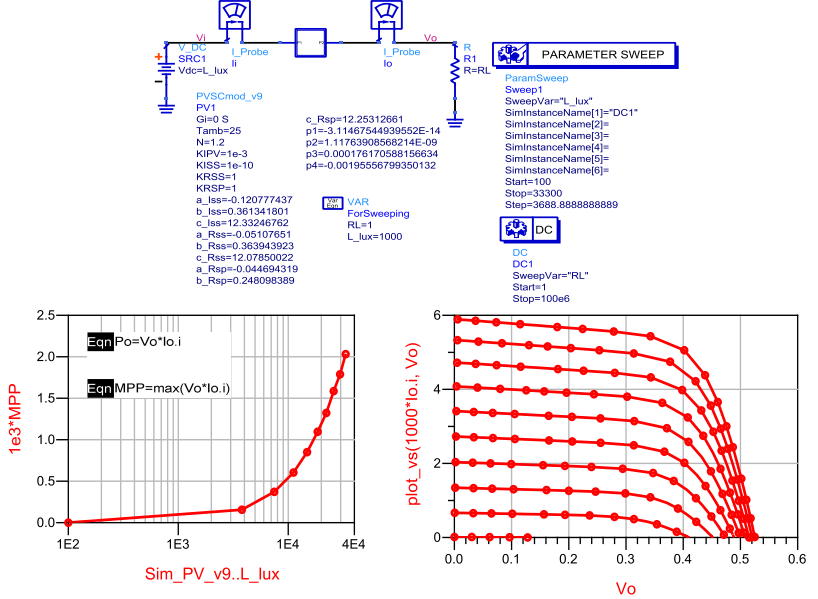 Vi
Vo
V_DC
SRC1
Vdc=L_lux
I_Probe
Ii
I_Probe
Io
R
R1
R=RL
PVSCmod_v9
PV1
Gi=0 S
Tamb=25
N=1.2
KIPV=1e-3
KISS=1e-10
KRSS=1
KRSP=1
a_Iss=-0.120777437
b_Iss=0.361341801
c_Iss=12.33246762
a_Rss=-0.05107651
b_Rss=0.363943923
c_Rss=12.07850022
a_Rsp=-0.044694319
b_Rsp=0.248098389
c_Rsp=12.25312661
p1=-3.11467544939552E-14
p2=1.11763908568214E-09
p3=0.000176170588156634
p4=-0.00195556799350132
Var
Eqn
VAR
ForSweeping
RL=1
L_lux=1000
PARAMETER SWEEP
ParamSweep
Sweep1
SweepVar="L_lux"
SimInstanceName[1]="DC1"
SimInstanceName[2]=
SimInstanceName[3]=
SimInstanceName[4]=
SimInstanceName[5]=
SimInstanceName[6]=
Start=100
Stop=33300
Step=3688.8888888889
DC
DC
DC1
SweepVar="RL"
Start=1
Stop=100e6
2.5
2.0
1.5
1.0
0.5
0.0
1e3*MPP
Eqn Po=Vo*Io.i
Eqn MPP=max(Vo*Io.i)
1E2
1E3
1E4
4E4
Sim_PV_v9..L_lux
6
4
2
0
plot_vs(1000*Io.i, Vo)
0.0
0.1
0.2
0.3
0.4
0.5
0.6
Vo